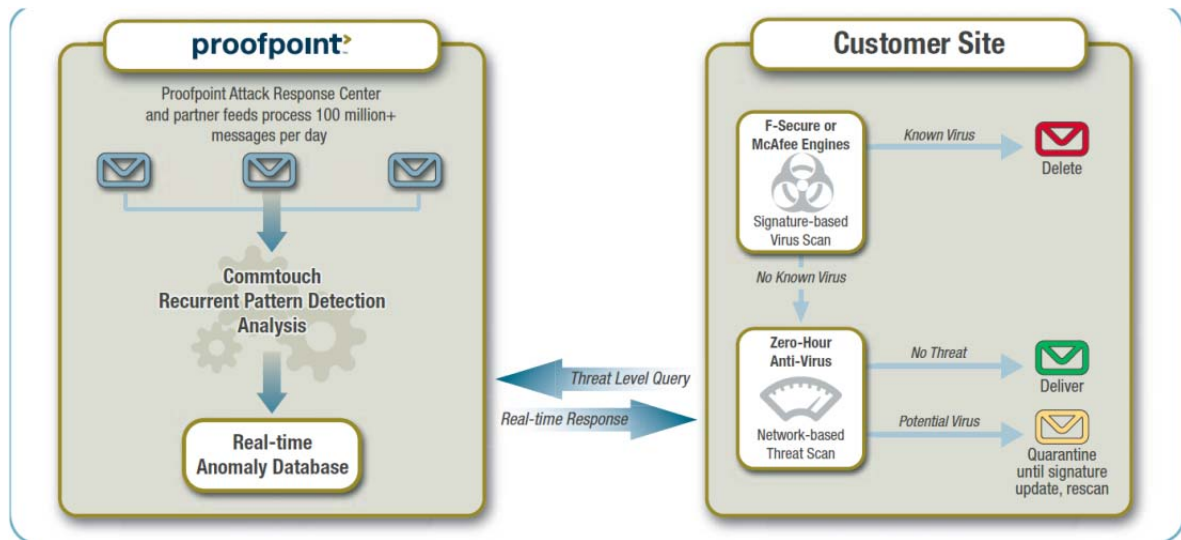 proofpoint
Proofpoint Attack Response Center
and partner feeds process 100 million+
messages per day
Commtouch
Recurrent Pattern Detection
Analysis
Real-time
Anomaly Database
Threat Level Query
Real-time Response
Customer Site
F-Secure or
McAfee Engines
Signature-based
Virus Scan
Known Virus
Delete
No Known Virus
Zero-Hour
Anti-Virus
Network-based
Threat Scan
No Threat
Deliver
Potential Virus
Quarantine
until signature
update, rescan